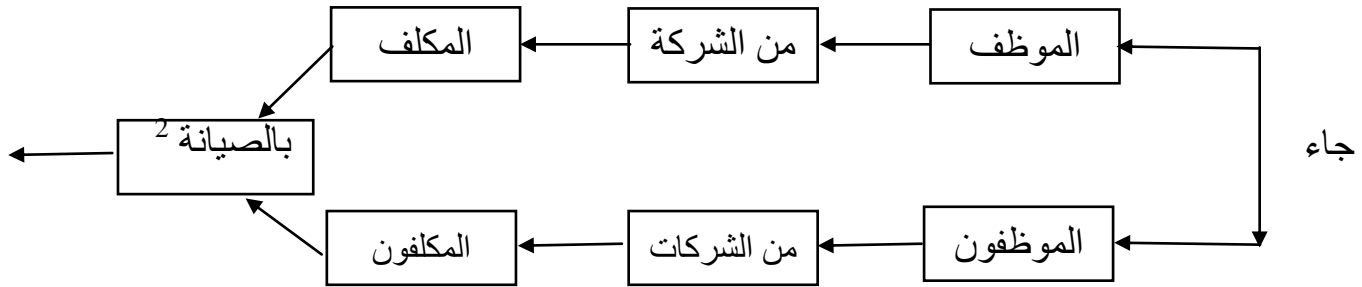 الموظف من الشركة المكلف
جاء
بالصيانة 2
الموظفون من الشركات المكلفون